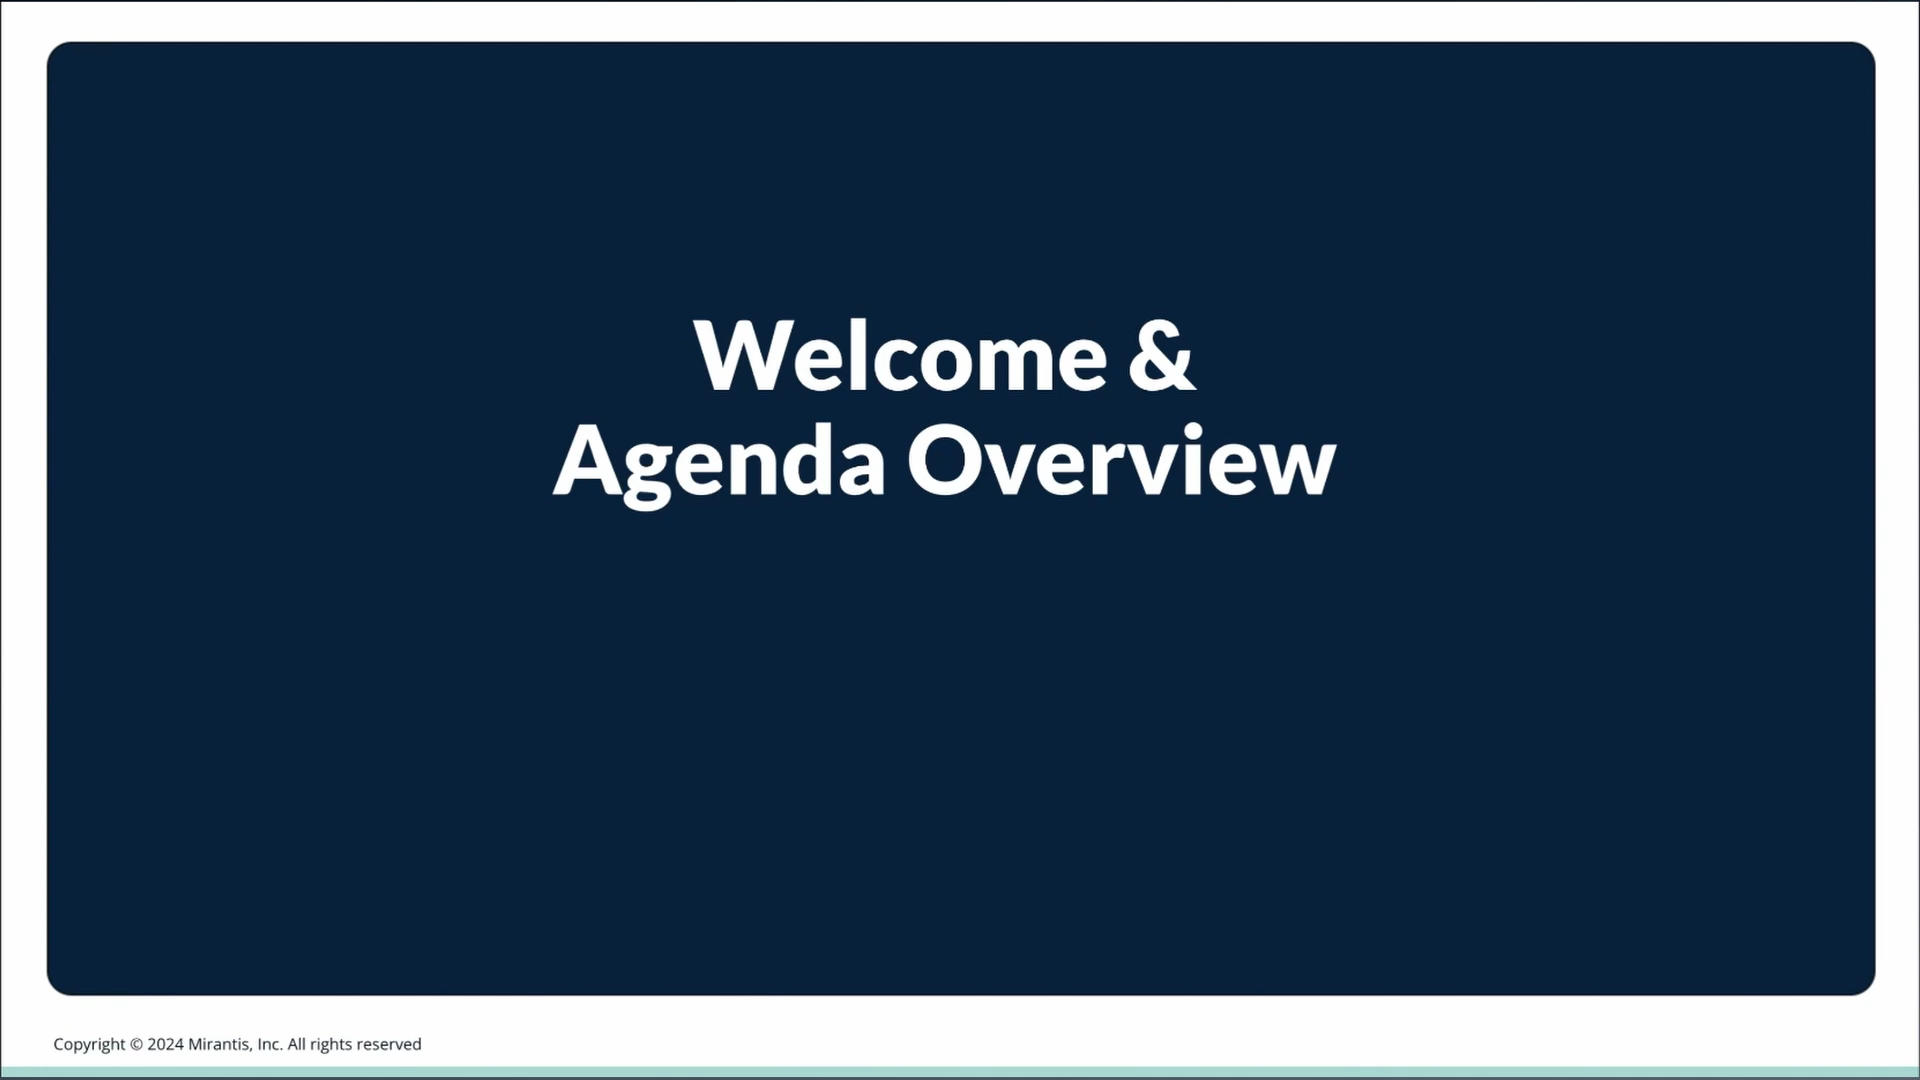 Welcome &
Agenda Overview
Copyright © 2024 Mirantis, Inc. All rights reserved